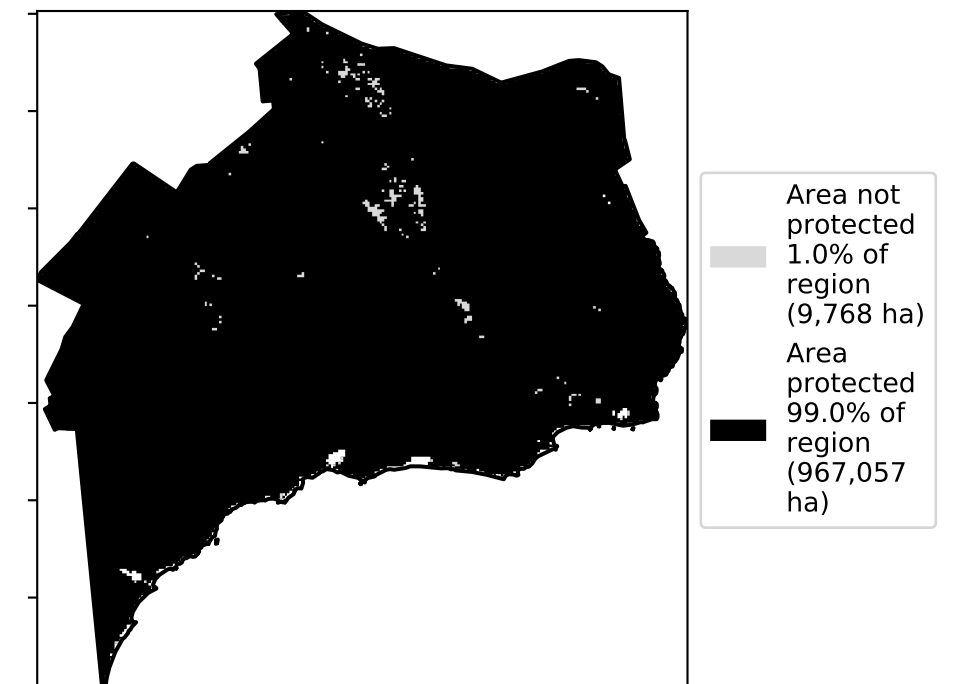 Area not
protected
1.0% of
region
(9,768 ha)
Area
protected
99.0% of
region
(967,057
ha)